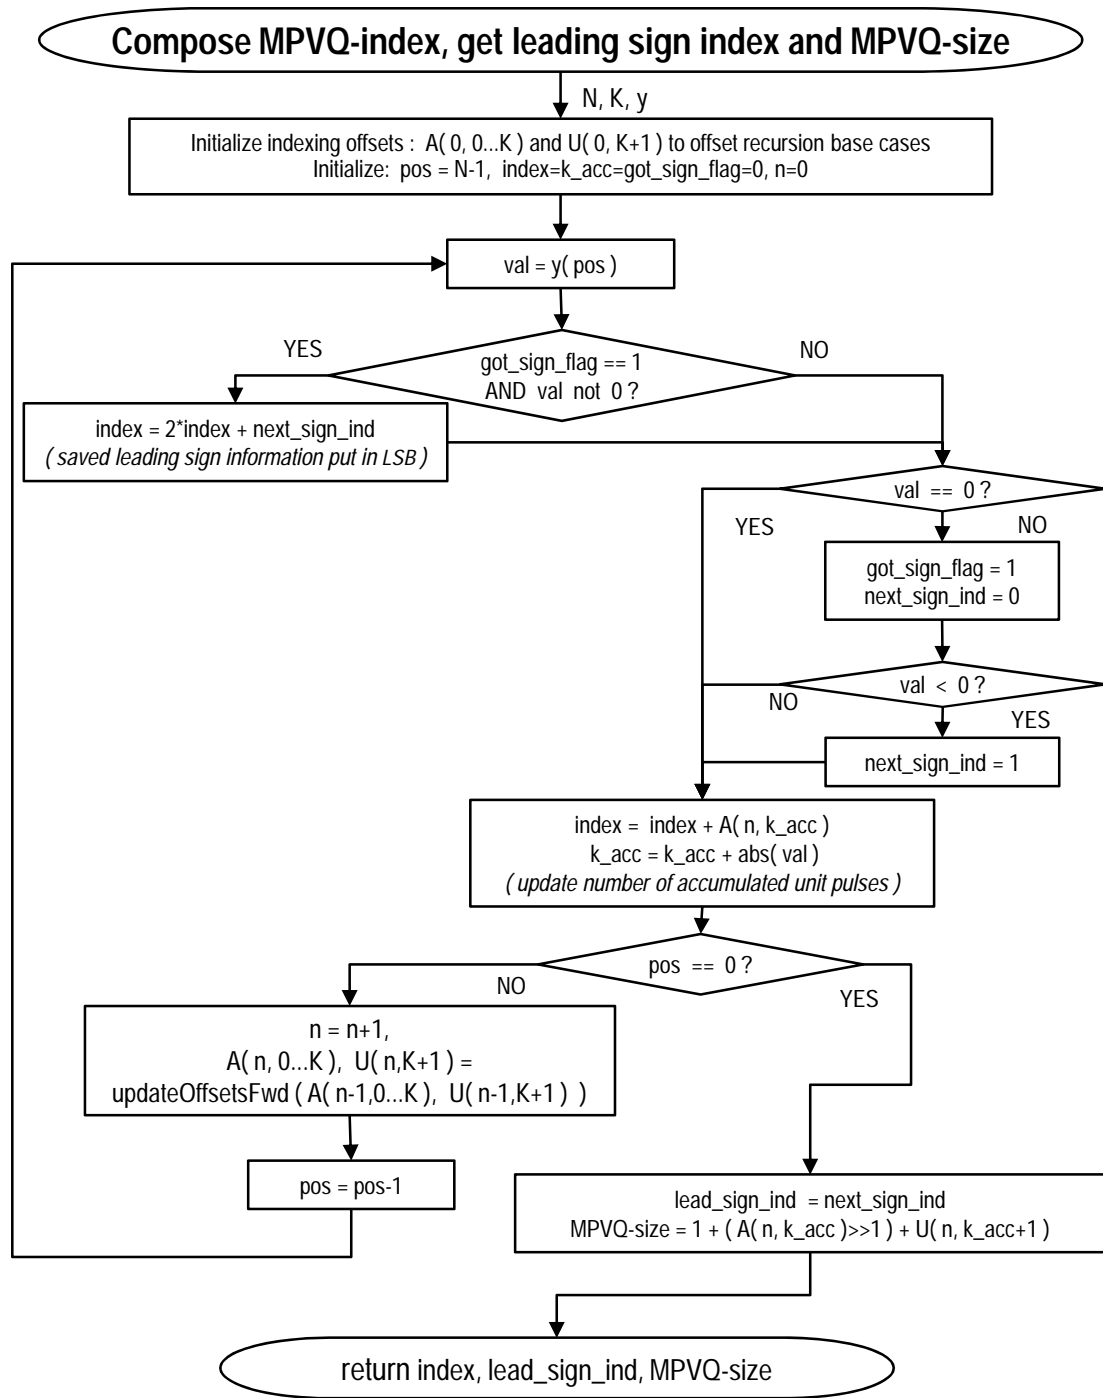 Compose MPVQ-index, get leading sign index and MPVQ-size
N, K, y
Initialize indexing offsets : A( 0, 0...K ) and U( 0, K+1 ) to offset recursion base cases
Initialize: pos = N-1, index=k_acc=got_sign_flag=0, n=0
val = y( pos )
YES
NO
got_sign_flag == 1
AND val not 0 ?
index = 2*index + next_sign_ind
( saved leading sign information put in LSB )
val == 0 ?
YES
NO
got_sign_flag = 1
next_sign_ind = 0
val < 0 ?
NO
YES
next_sign_ind = 1
index = index + A( n, k_acc )
k_acc = k_acc + abs( val )
( update number of accumulated unit pulses )
pos == 0 ?
NO
YES
n = n+1,
A( n, 0...K ), U( n,K+1 ) =
updateOffsetsFwd ( A( n-1,0...K ), U( n-1,K+1 ) )
pos = pos-1
lead_sign_ind = next_sign_ind
MPVQ-size = 1 + ( A( n, k_acc )>>1 ) + U( n, k_acc+1 )
return index, lead_sign_ind, MPVQ-size